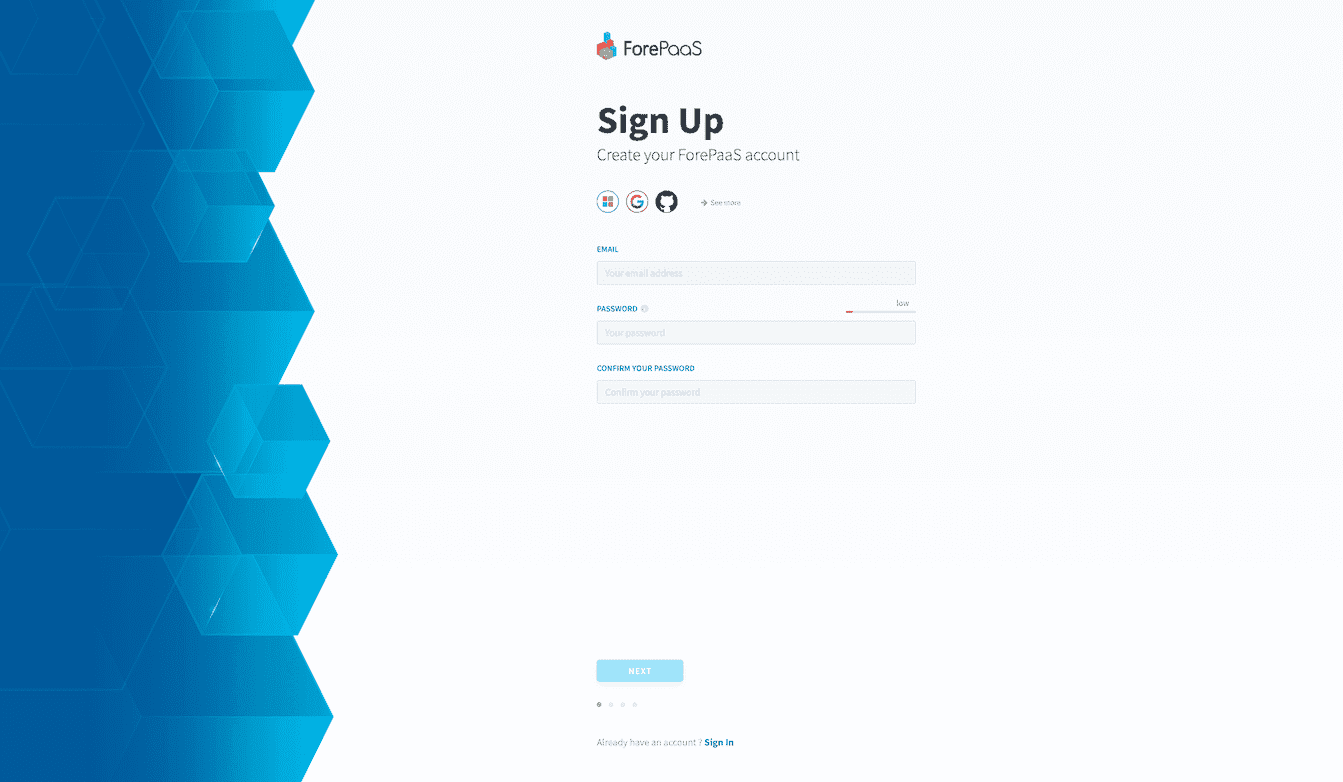 ForePaaS
Sign Up
Create your ForePaaS account
See more
EMAIL
Your email address
PASSWORD
low
Your password
CONFIRM YOUR PASSWORD
Confirm your password
NEXT
Already have an account ? Sign In